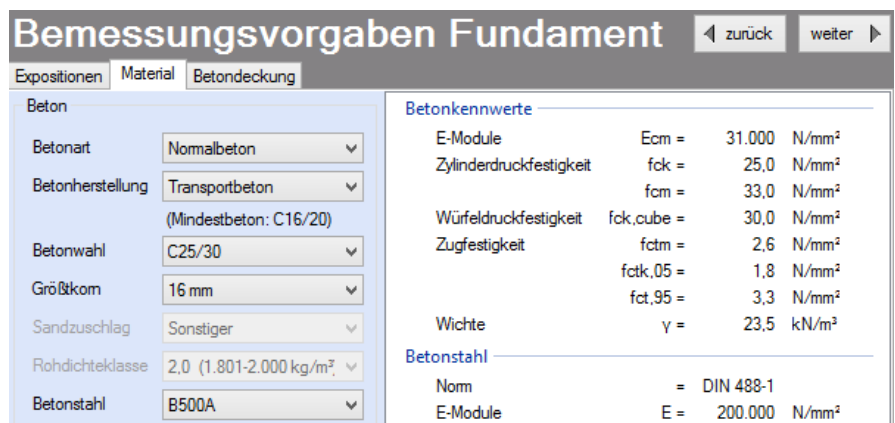 Bemessungsvorgaben Fundament
zurück
weiter
Expositionen Material Betondeckung
Beton
Betonart Normalbeton
Betonherstellung Transportbeton
(Mindestbeton: C16/20)
Betonwahl C25/30
Größtkorn 16 mm
Sandzuschlag Sonstiger
Rohdichteklasse 2,0 (1.801-2.000 kg/m³,
Betonstahl B500A
Betonkennwerte
E-Module Ecm = 31.000 N/mm²
Zylinderdruckfestigkeit fck = 25,0 N/mm²
fcm = 33,0 N/mm²
Würfeldruckfestigkeit fck,cube = 30,0 N/mm²
Zugfestigkeit fctm = 2,6 N/mm²
fctk,05 = 1,8 N/mm²
fct,95 = 3,3 N/mm²
Wichte γ = 23,5 kN/m³
Betonstahl
Norm = DIN 488-1
E-Module E = 200.000 N/mm²